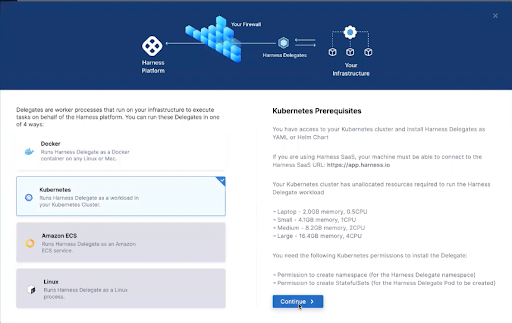 Your Firewall
Harness
Platform
Harness Delegates
Your
Infrastructure
Delegates are worker processes that run on your infrastructure to execute
tasks on behalf of the Harness platform. You can run these Delegates in one
of 4 ways:
Docker
Runs Harness Delegate as a Docker
container on any Linux or Mac.
Kubernetes
Runs Harness Delegate as a workload in
your Kubernetes Cluster.
Amazon ECS
Runs Harness Delegate as an Amazon
ECS service.
Linux
Runs Harness Delegate as a Linux
process.
Kubernetes Prerequisites
You have access to your Kubernetes cluster and install Harness Delegates as
YAML or Helm Chart
If you are using Harness SaaS, your machine must be able to connect to the
Harness SaaS URL: https://app.harness.io
Your Kubernetes cluster has unallocated resources required to run the Harness
Delegate workload
• Laptop - 2.0GB memory, 0.5CPU
• Small - 4.1GB memory, 1CPU
• Medium - 8.2GB memory, 2CPU
• Large - 16.4GB memory, 4CPU
You need the following Kubernetes permissions to install the Delegate:
• Permission to create namespace (for the Harness Delegate namespace)
• Permission to create StatefulSets (for the Harness Delegate Pod to be created)
Continue